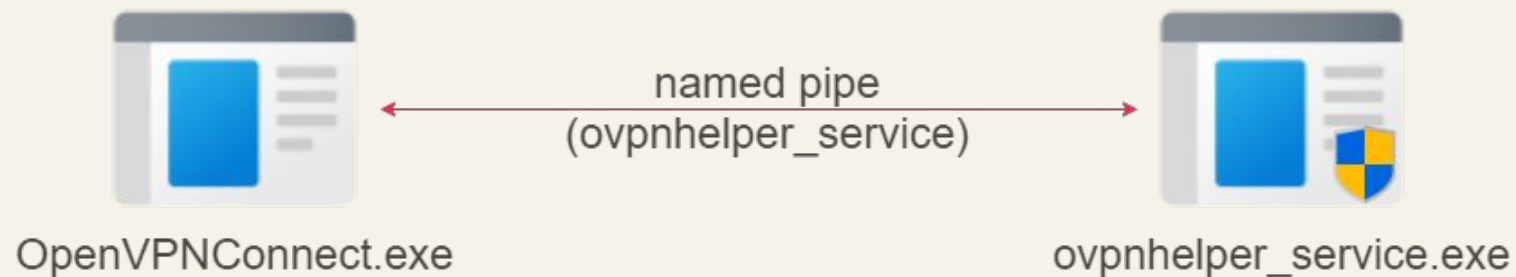 named pipe
(ovpnhelper_service)
OpenVPNConnect.exe
ovpnhelper_service.exe